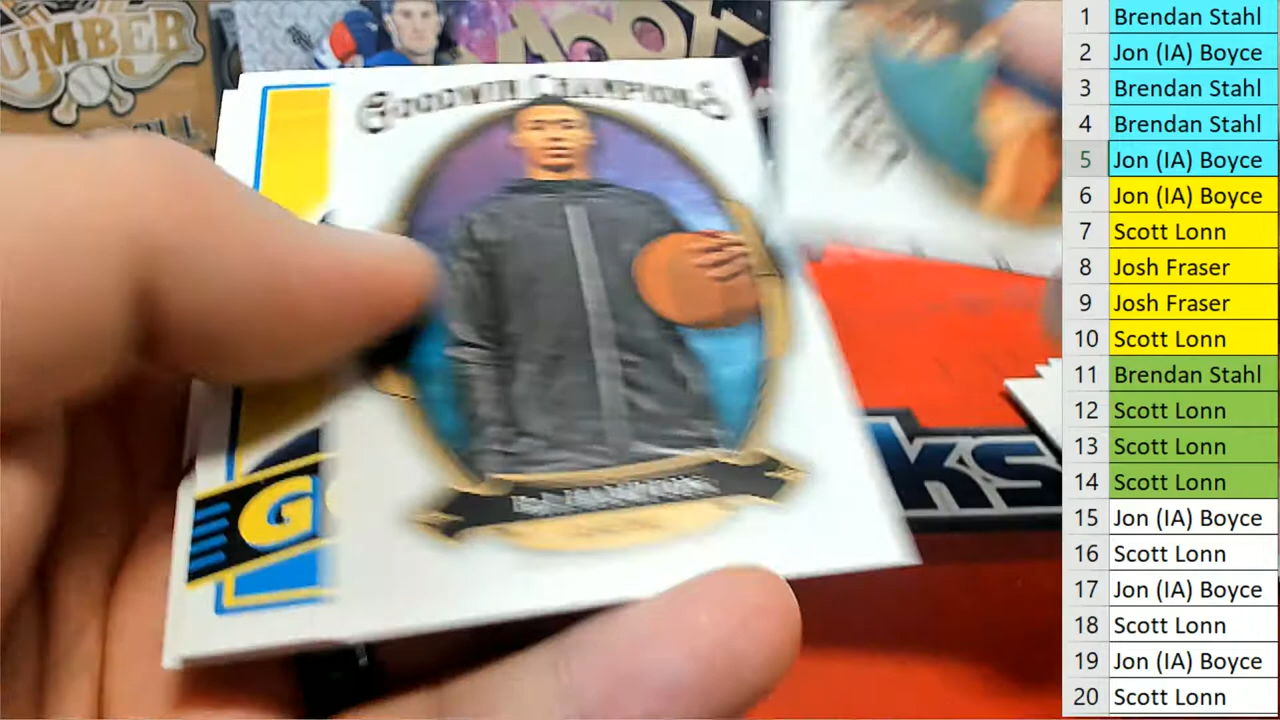 UMBER
GOODWIN CHAMPIONS
G
ks
1 Brendan Stahl
2 Jon (IA) Boyce
3 Brendan Stahl
4 Brendan Stahl
5 Jon (IA) Boyce
6 Jon (IA) Boyce
7 Scott Lonn
8 Josh Fraser
9 Josh Fraser
10 Scott Lonn
11 Brendan Stahl
12 Scott Lonn
13 Scott Lonn
14 Scott Lonn
15 Jon (IA) Boyce
16 Scott Lonn
17 Jon (IA) Boyce
18 Scott Lonn
19 Jon (IA) Boyce
20 Scott Lonn